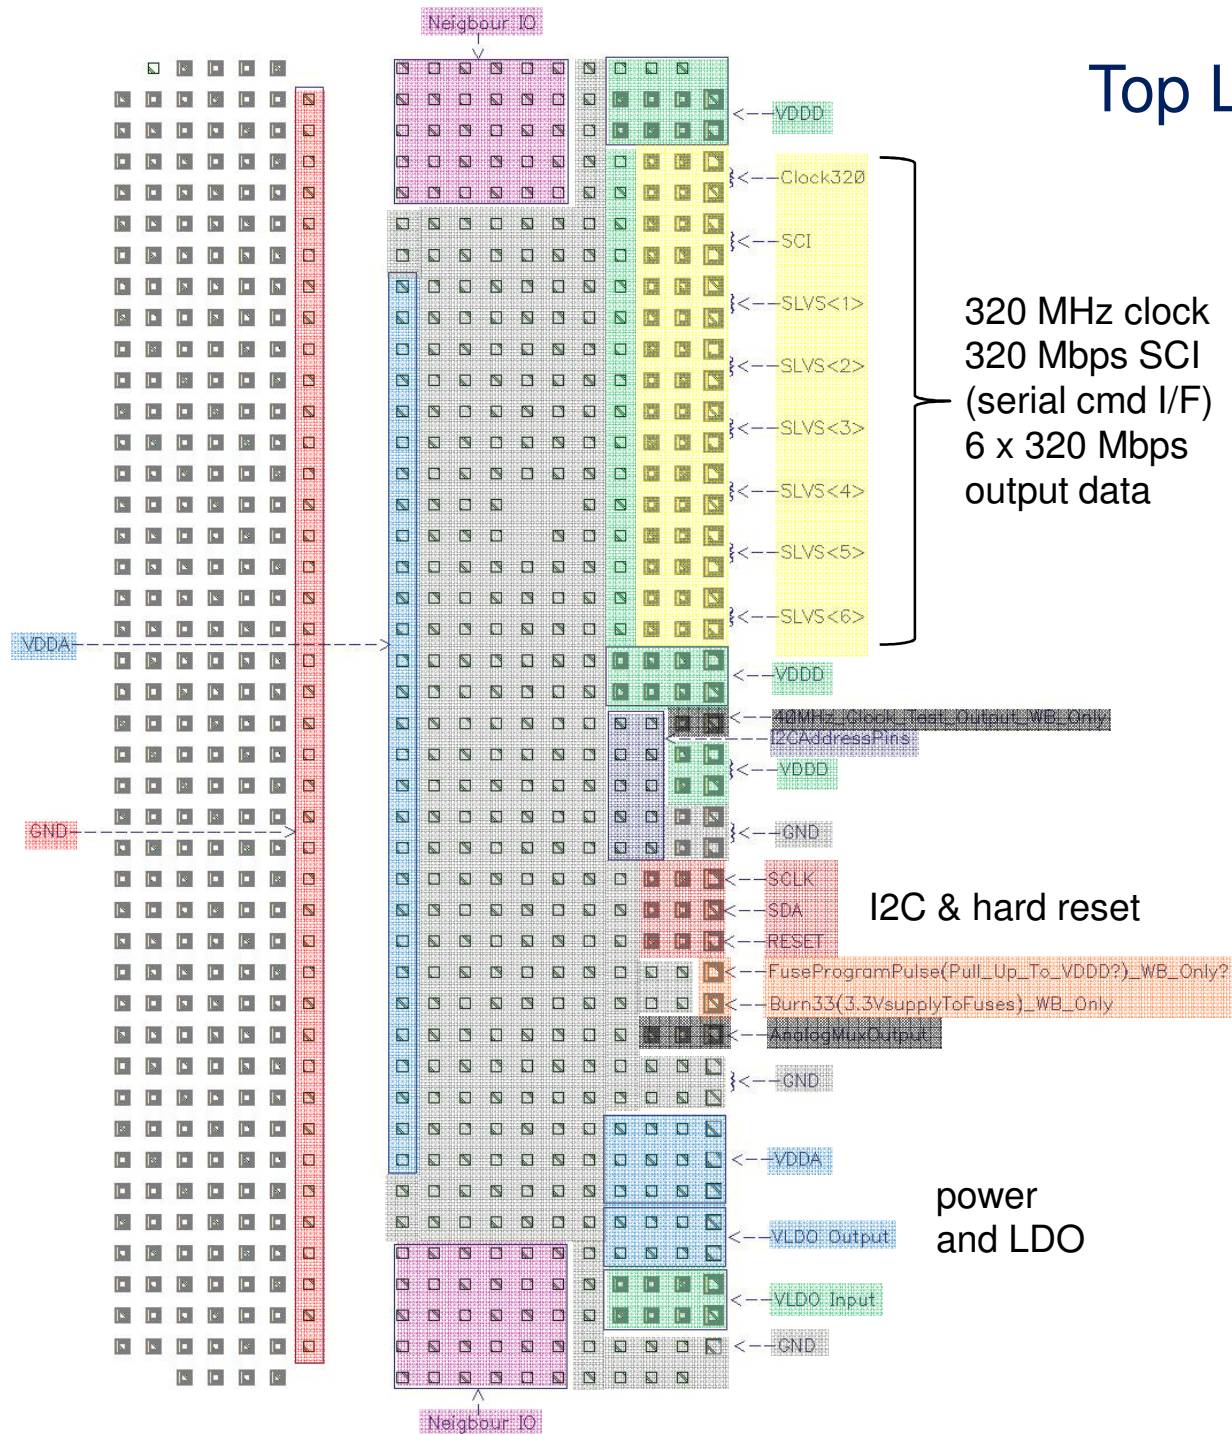 Neigbour IO
Top L
VDDD
Clock320
SCI
SLVS<1>
320 MHz clock
320 Mbps SCI
(serial cmd I/F)
6 x 320 Mbps
output data
SLVS<2>
SLVS<3>
SLVS<4>
SLVS<5>
SLVS<6>
VDDA
VDDD
40MHz_Clock_Test_Output_WB_Only
I2CAddressPins
VDDD
GND
GND
SCLK
SDA
RESET
I2C & hard reset
FuseProgramPulse(Pull_Up_To_VDDD?)_WB_Only?
Burn33(3.3VsupplyToFuses)_WB_Only
AnalogMuxOutput
GND
VDDA
VLDO Output
power
and LDO
VLDO Input
GND
Neigbour IO